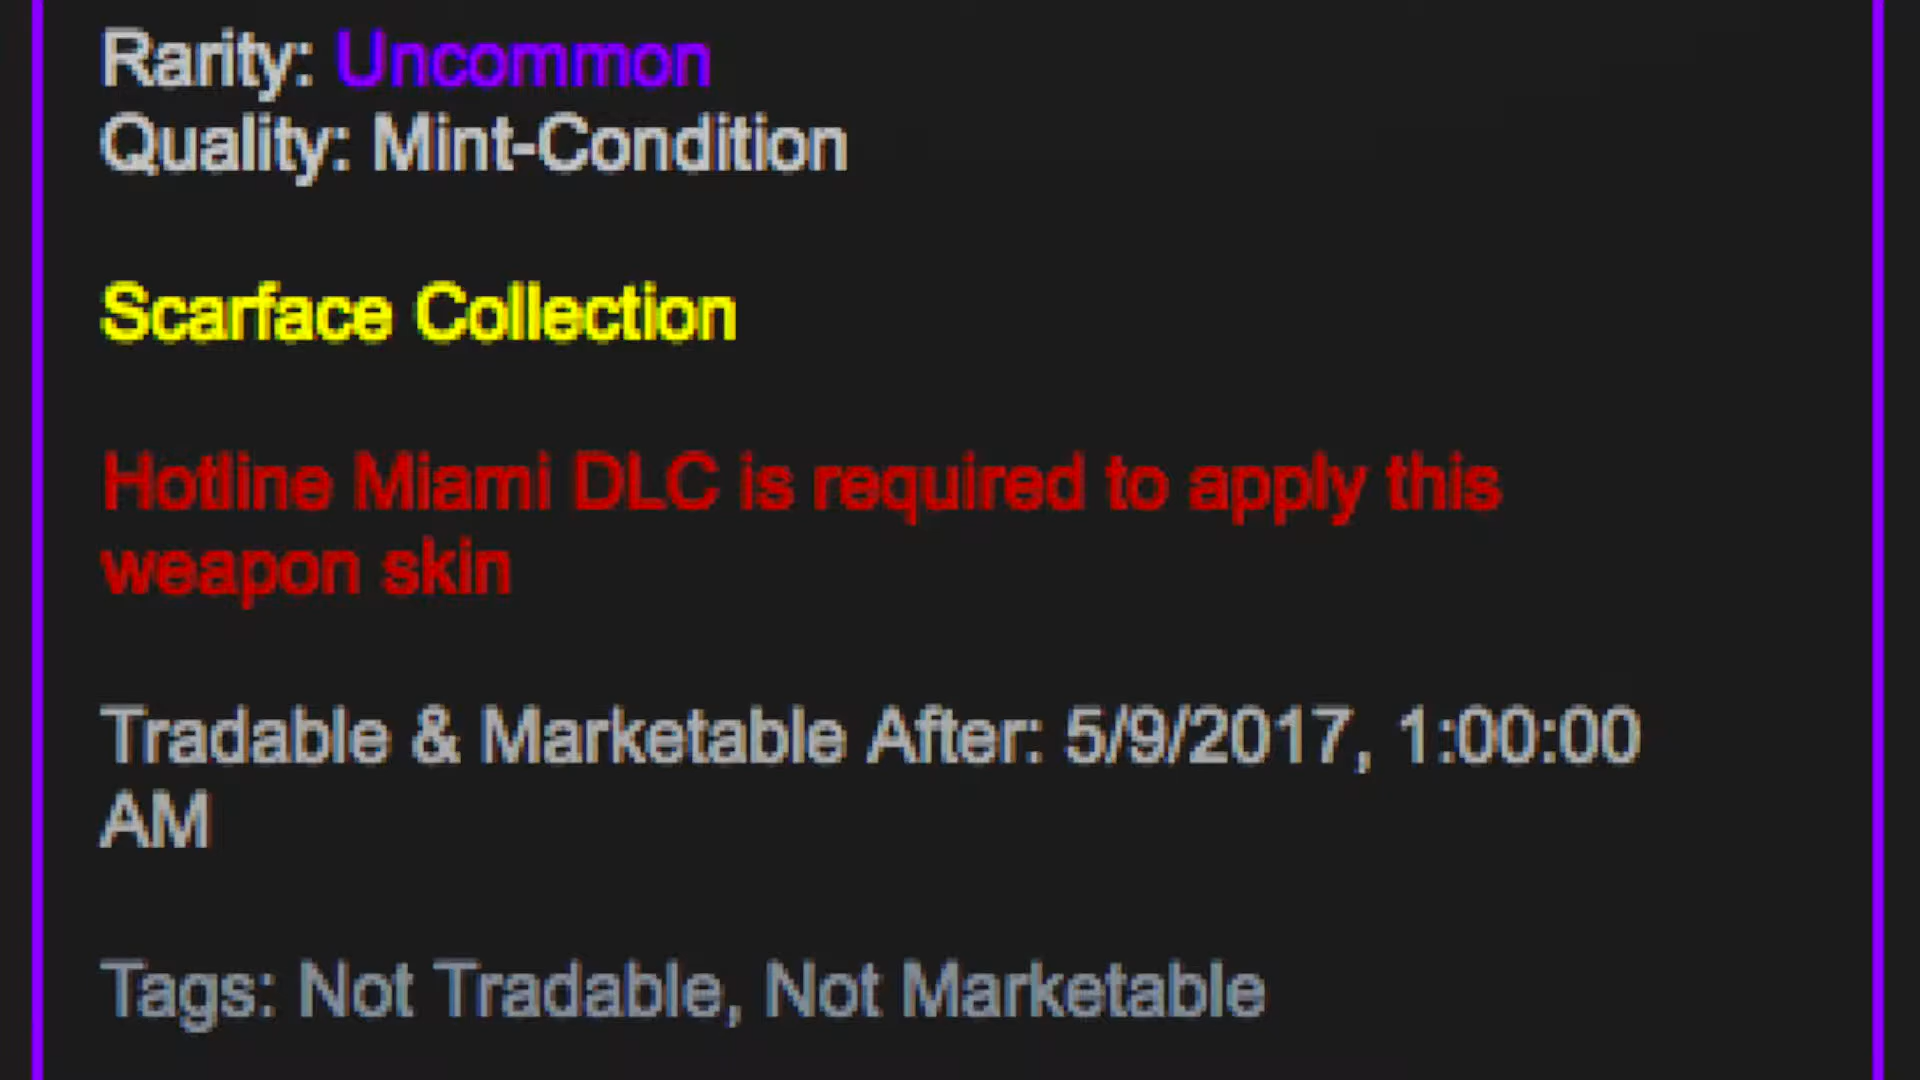 Rarity: Uncommon
Quality: Mint-Condition
Scarface Collection
Hotline Miami DLC is required to apply this
weapon skin
Tradable & Marketable After: 5/9/2017, 1:00:00
AM
Tags: Not Tradable, Not Marketable